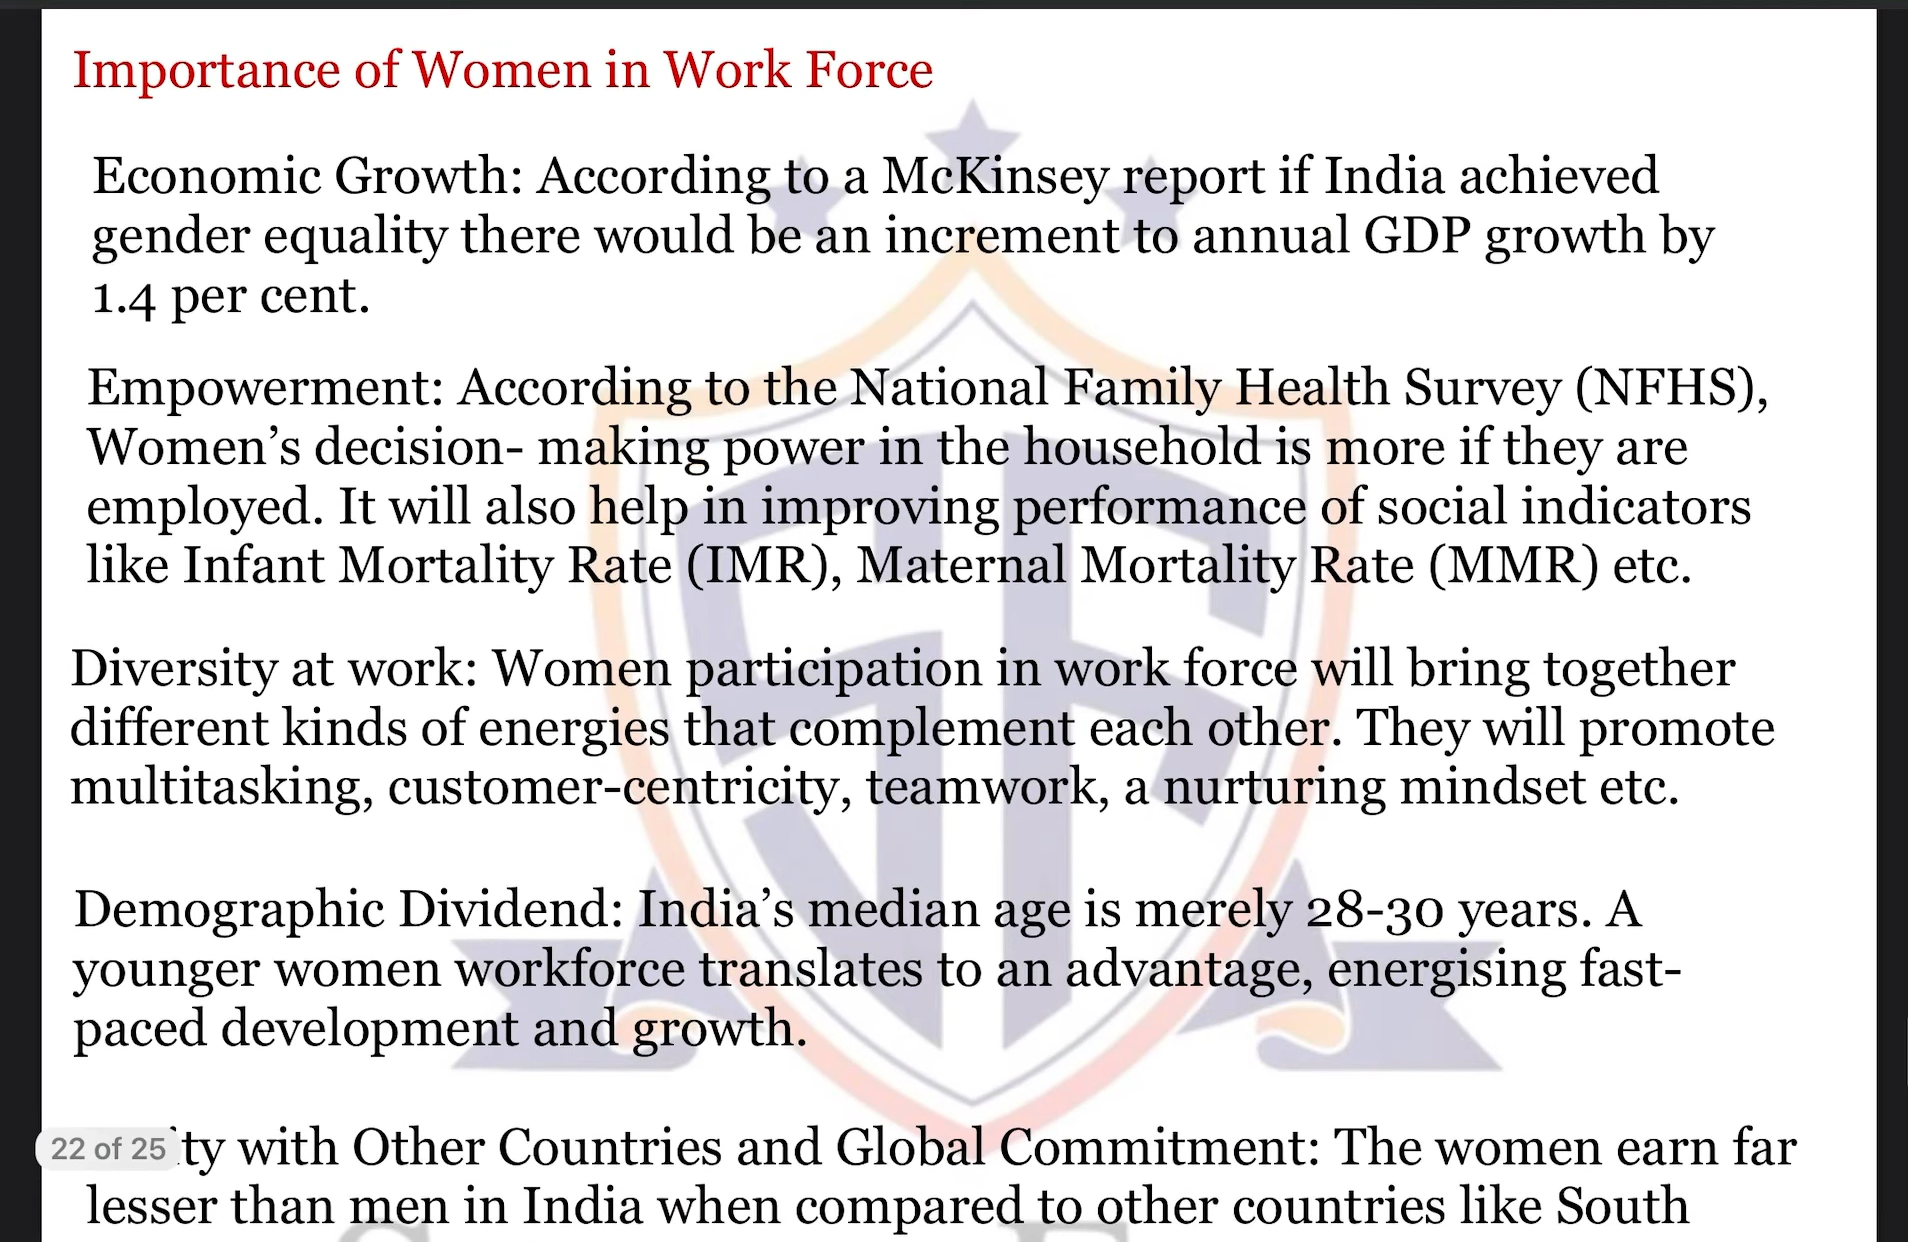 Importance of Women in Work Force
Economic Growth: According to a McKinsey report if India achieved
gender equality there would be an increment to annual GDP growth by
1.4 per cent.
Empowerment: According to the National Family Health Survey (NFHS),
Women’s decision- making power in the household is more if they are
employed. It will also help in improving performance of social indicators
like Infant Mortality Rate (IMR), Maternal Mortality Rate (MMR) etc.
Diversity at work: Women participation in work force will bring together
different kinds of energies that complement each other. They will promote
multitasking, customer-centricity, teamwork, a nurturing mindset etc.
Demographic Dividend: India’s median age is merely 28-30 years. A
younger women workforce translates to an advantage, energising fast-
paced development and growth.
22 of 25 ity with Other Countries and Global Commitment: The women earn far
lesser than men in India when compared to other countries like South